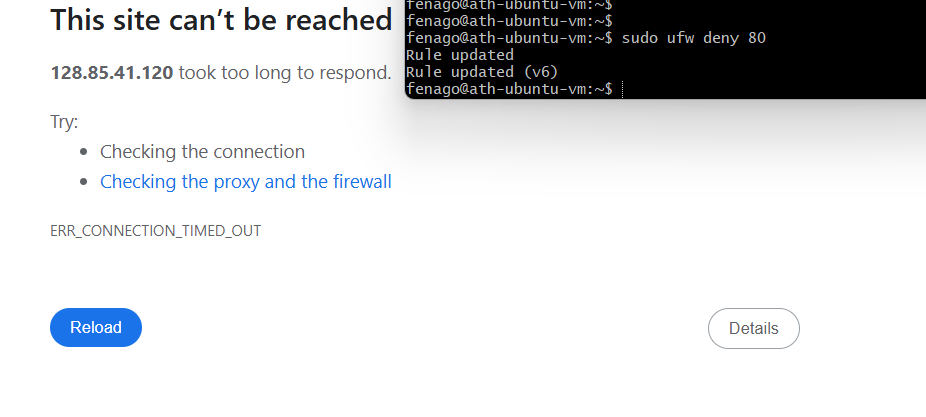 This site can't be reached
128.85.41.120 took too long to respond.
Try:
Checking the connection
Checking the proxy and the firewall
ERR_CONNECTION_TIMED_OUT
Reload
Details
fenago@ath-ubuntu-vm:~$
fenago@ath-ubuntu-vm:~$
fenago@ath-ubuntu-vm:~$ sudo ufw deny 80
Rule updated
Rule updated (v6)
fenago@ath-ubuntu-vm:~$